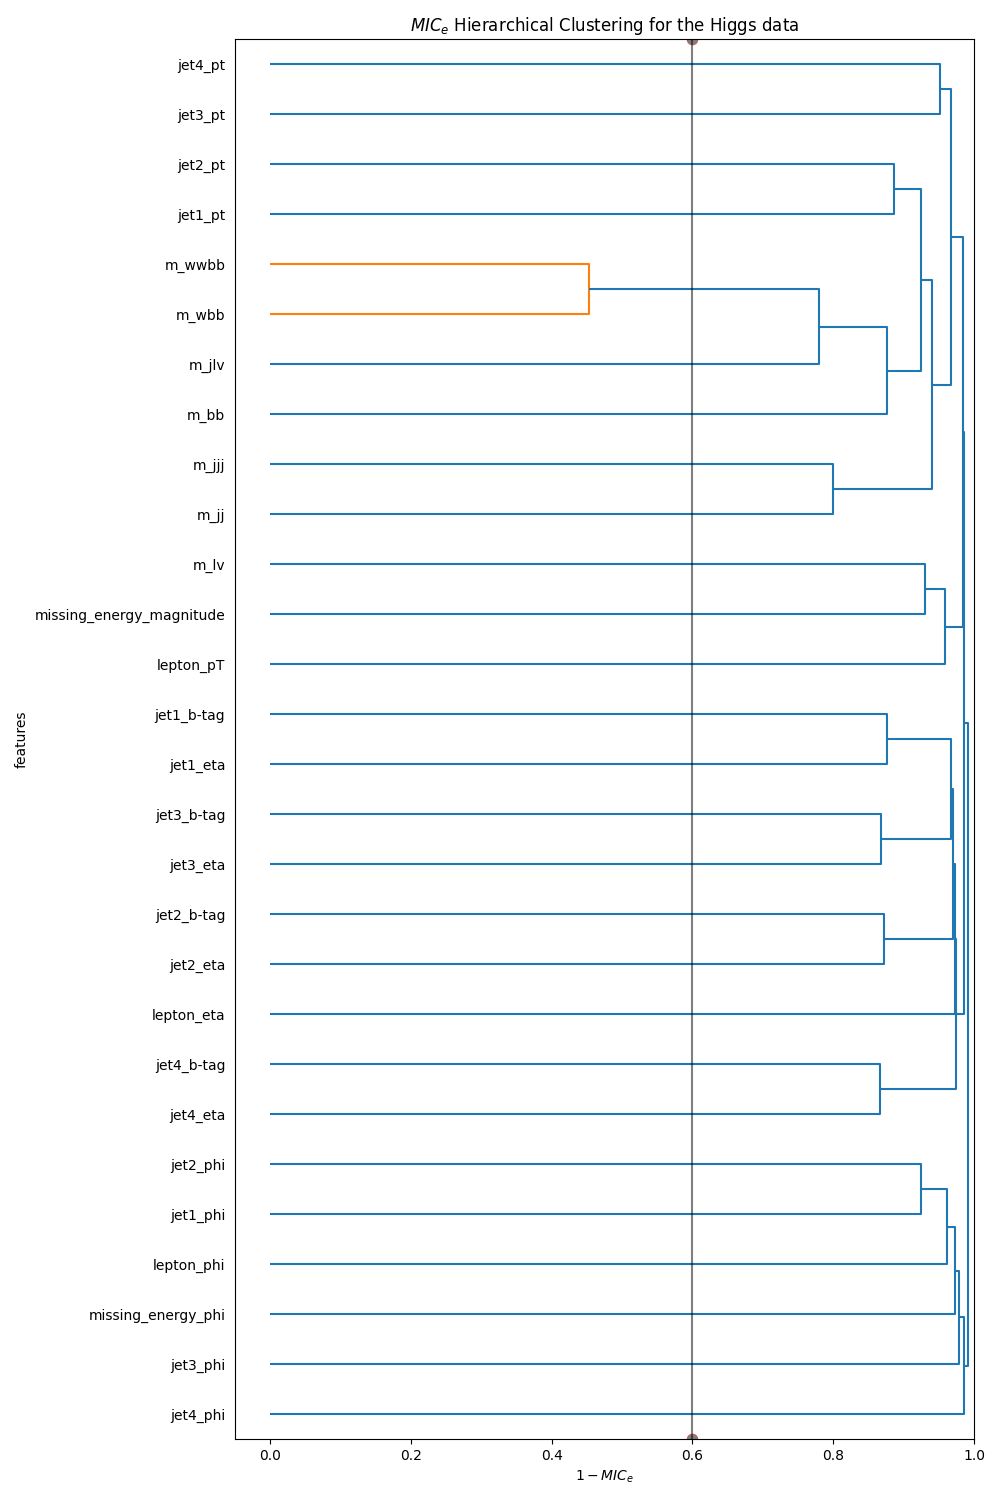 MICe Hierarchical Clustering for the Higgs data
jet4_pt
jet3_pt
jet2_pt
jet1_pt
m_wwbb
m_wbb
m_jlv
m_bb
m_jjj
m_jj
m_lv
missing_energy_magnitude
lepton_pT
jet1_b-tag
jet1_eta
jet3_b-tag
jet3_eta
jet2_b-tag
jet2_eta
lepton_eta
jet4_b-tag
jet4_eta
jet2_phi
jet1_phi
lepton_phi
missing_energy_phi
jet3_phi
jet4_phi
features
0.0 0.2 0.4 0.6 0.8 1.0
1 − MICe